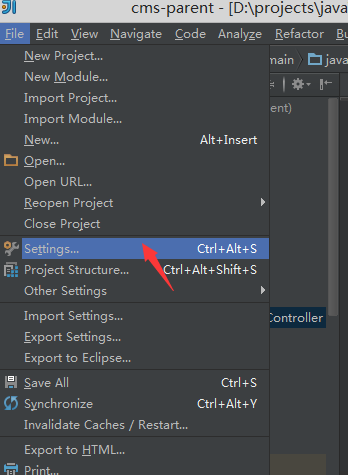 cms-parent - [D:\projects\java
File Edit View Navigate Code Analyze Refactor
main java
New Project...
New Module...
Import Project...
ent)
Import Module...
New... Alt+Insert
Open...
Open URL...
Reopen Project
Close Project
Settings... Ctrl+Alt+S
Project Structure... Ctrl+Alt+Shift+S
Other Settings
Import Settings...
Controller
Export Settings...
Export to Eclipse...
Save All Ctrl+S
Synchronize Ctrl+Alt+Y
Invalidate Caches / Restart...
Export to HTML...
Print...